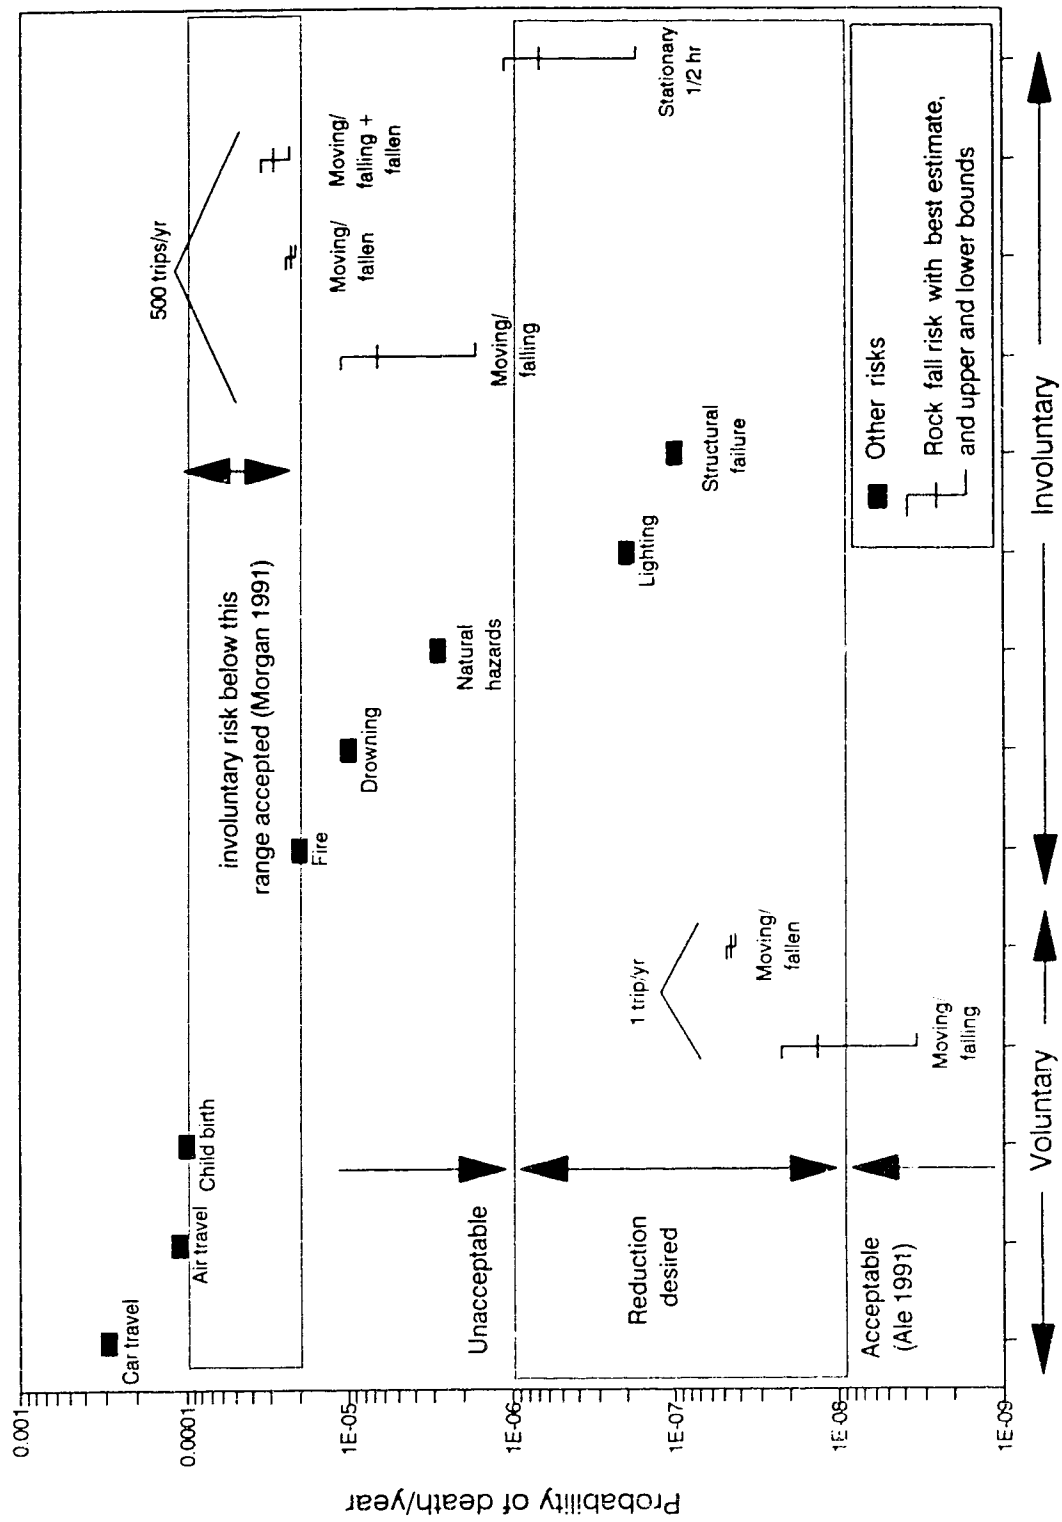 Probability of death/year
0.001
0.0001
1E-05
1E-06
1E-07
1E-08
1E-09
Car travel
Air travel
Child birth
involuntary risk below this
range accepted (Morgan 1991)
500 trips/yr
Moving/
falling
Moving/
fallen
Moving/
falling +
fallen
Stationary
1/2 hr
Fire
Drowning
Natural
hazards
Lighting
Structural
failure
Unacceptable
Reduction
desired
Acceptable
(Ale 1991)
1 trip/yr
Moving/
falling
Moving/
fallen
Other risks
Rock fall risk with best estimate,
and upper and lower bounds
Voluntary
Involuntary